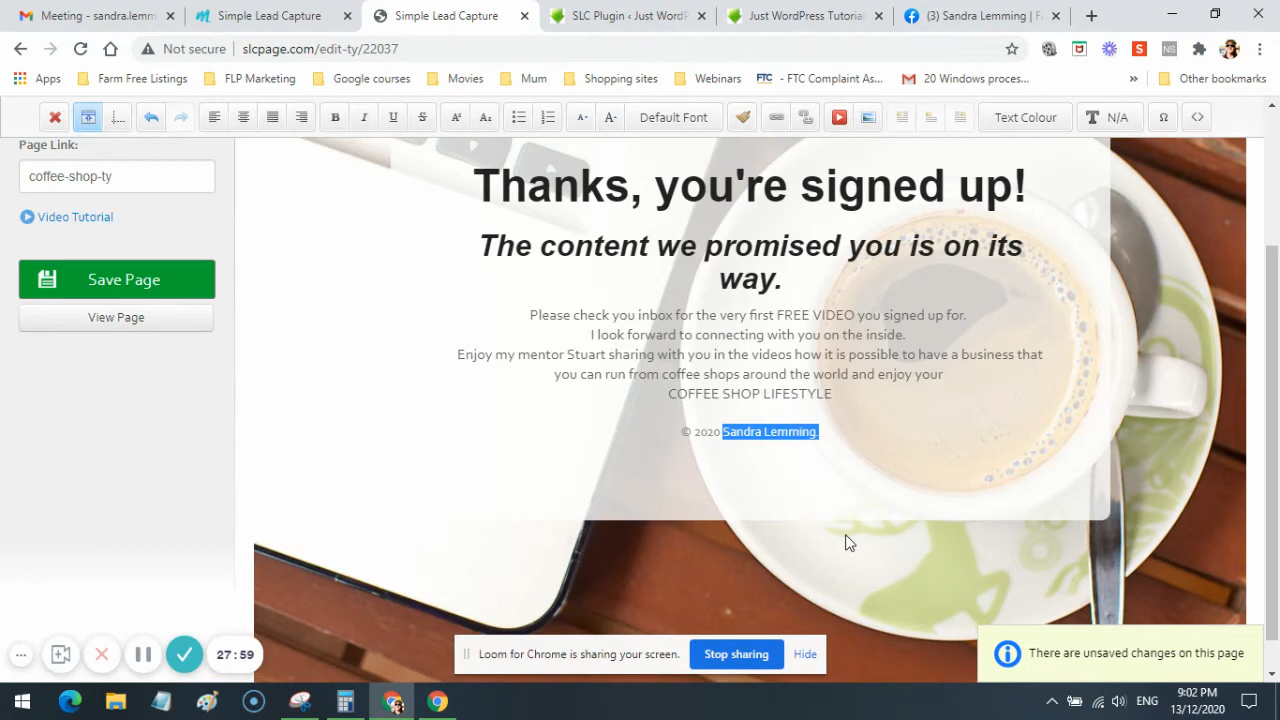 Meeting - sandra.lemm
Simple Lead Capture
Simple Lead Capture
SLC Plugin ‹ Just WordP
Just WordPress Tutorial
(3) Sandra Lemming | F
Not secure
slcpage.com/edit-ty/22037
Apps
Farm Free Listings
FLP Marketing
Google courses
Movies
Mum
Shopping sites
Webinars
FTC - FTC Complaint As...
20 Windows proces...
»
Other bookmarks
B I U S
Default Font
Text Colour
T N/A
Ω
<>
Page Link:
coffee-shop-ty
Video Tutorial
Save Page
View Page
Thanks, you're signed up!
The content we promised you is on its
way.
Please check you inbox for the very first FREE VIDEO you signed up for.
I look forward to connecting with you on the inside.
Enjoy my mentor Stuart sharing with you in the videos how it is possible to have a business that
you can run from coffee shops around the world and enjoy your
COFFEE SHOP LIFESTYLE
© 2020 Sandra Lemming.
27:59
Loom for Chrome is sharing your screen.
Stop sharing
Hide
There are unsaved changes on this page
ENG
9:02 PM
13/12/2020